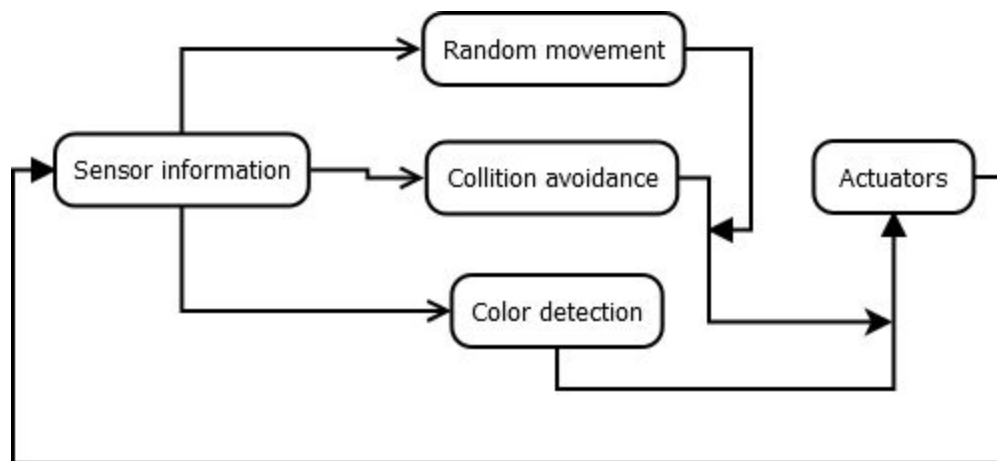 Random movement
Sensor information
Collition avoidance
Actuators
Color detection